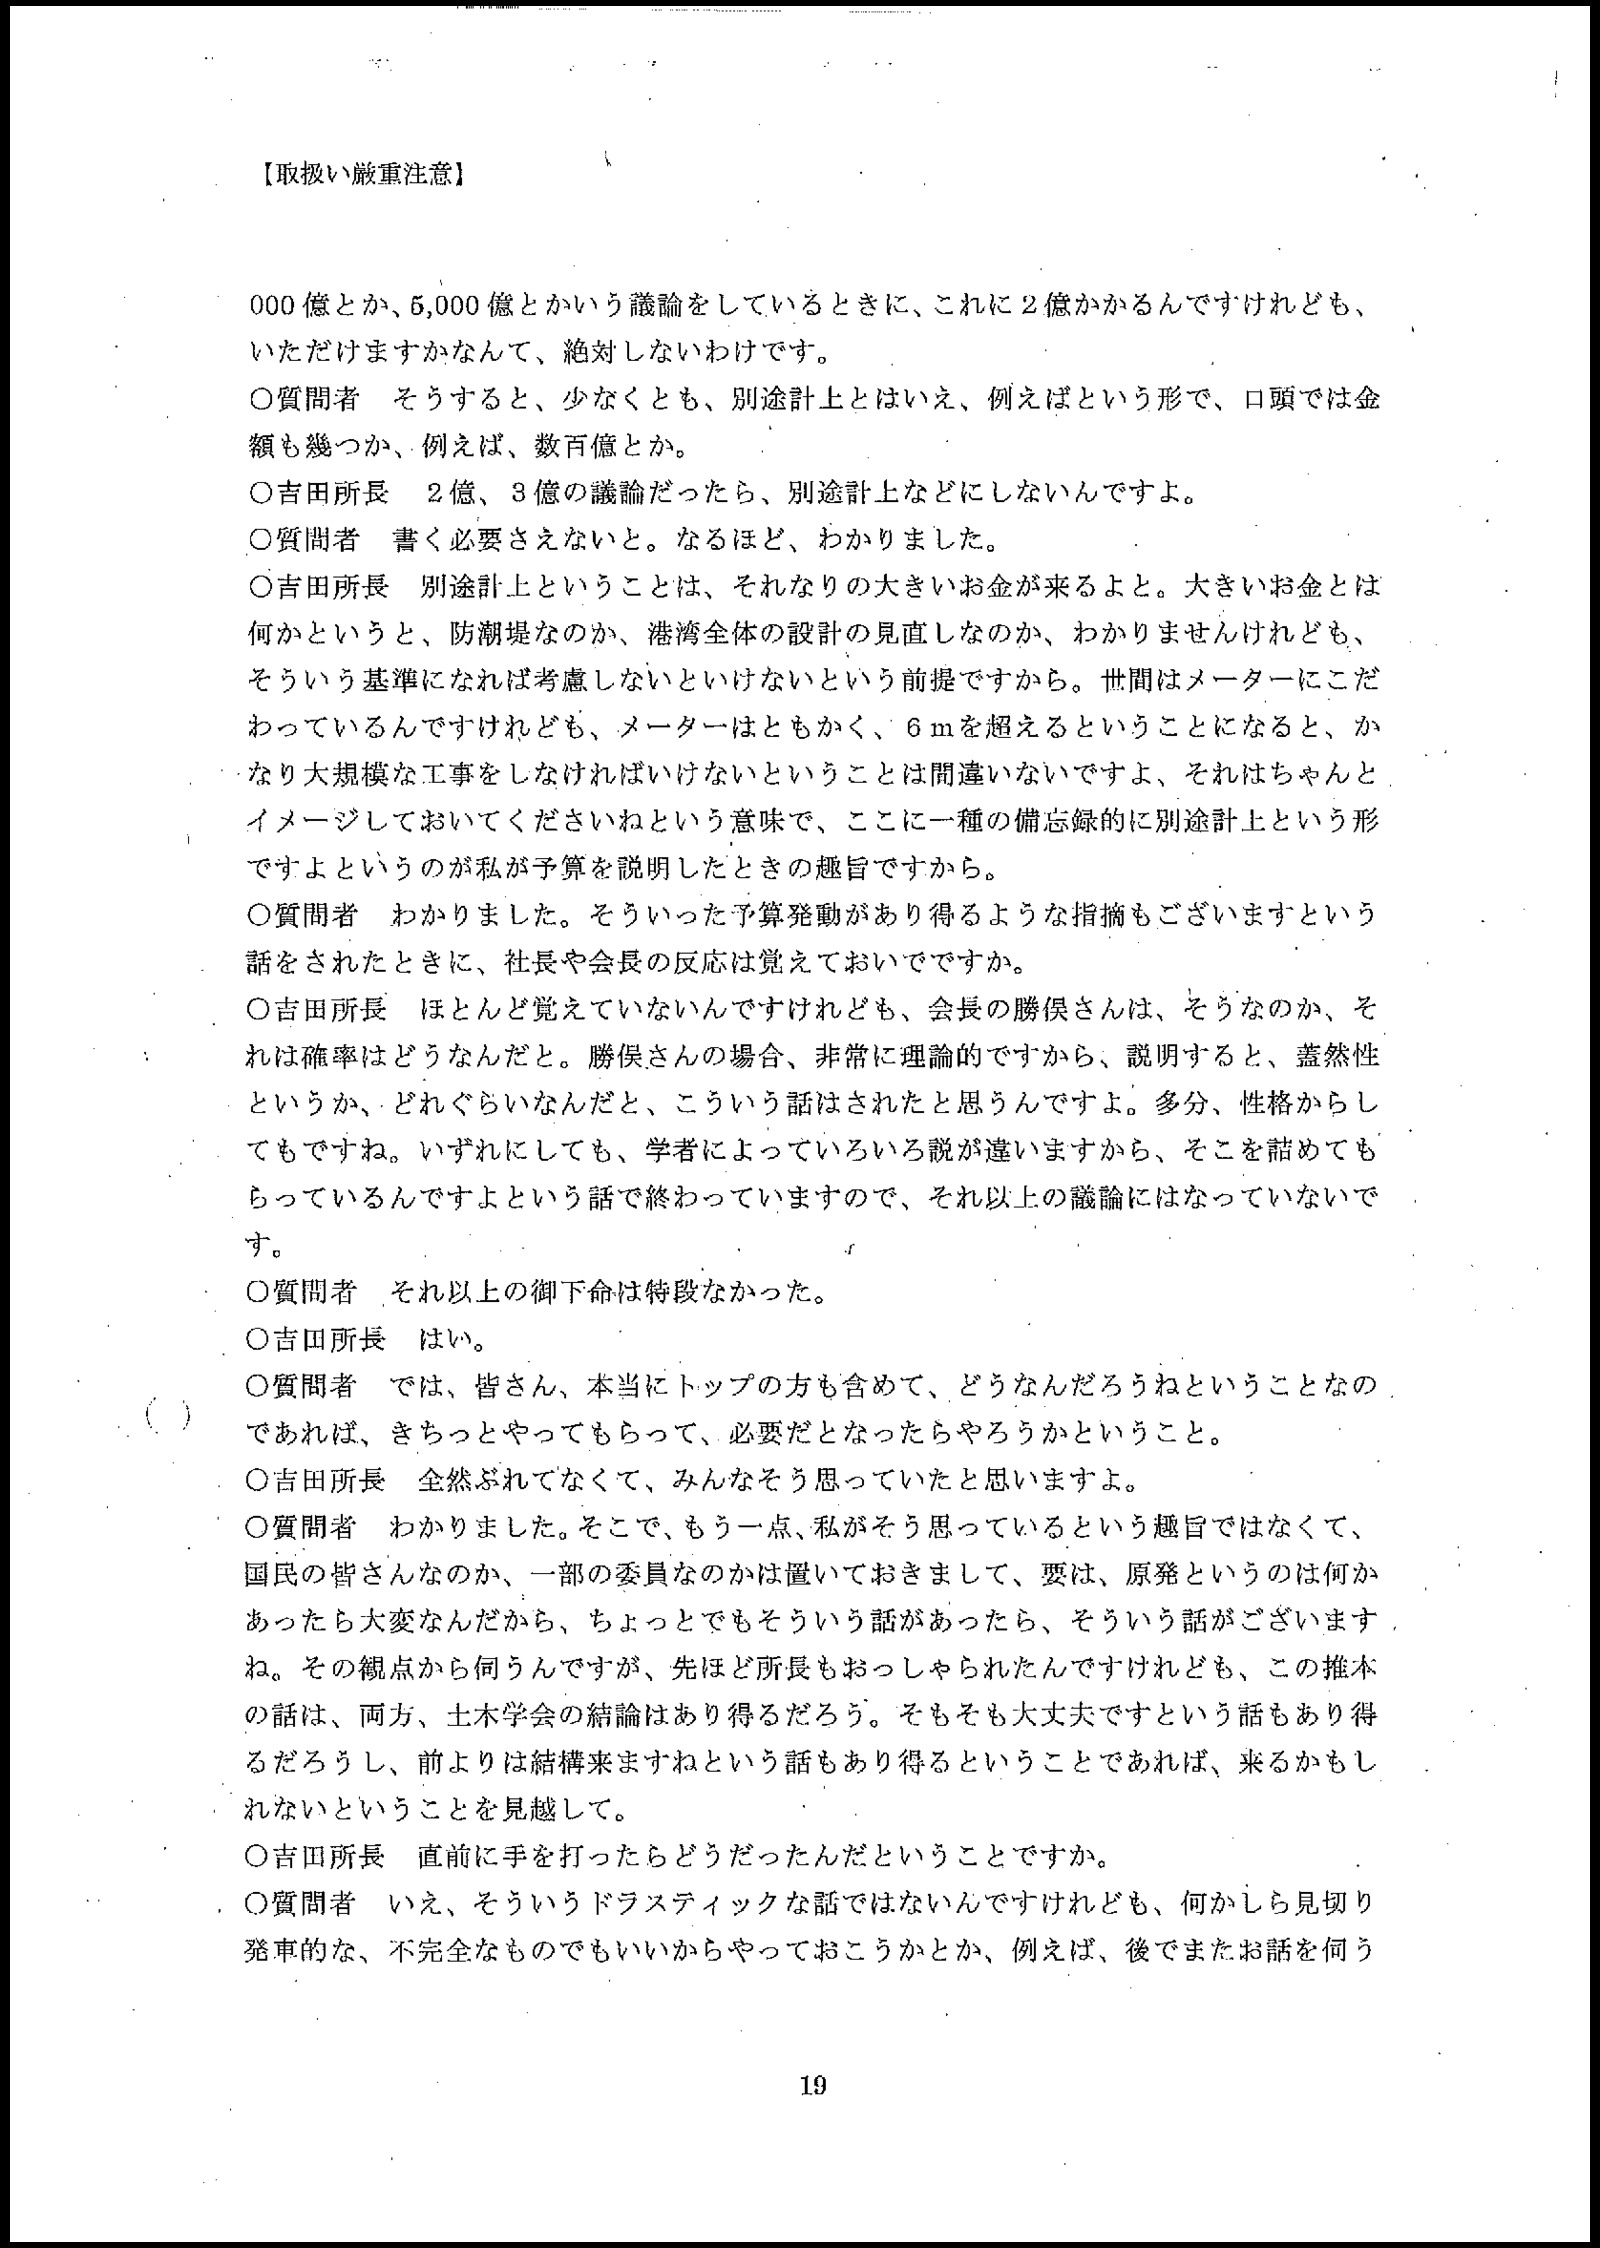 【取扱い厳重注意】
000億とか、5,000億とかいう議論をしているときに、これに２億かかるんですけれども、
いただけますかなんて、絶対しないわけです。
○質問者　そうすると、少なくとも、別途計上とはいえ、例えばという形で、口頭では金
額も幾つか、例えば、数百億とか。
○吉田所長　２億、３億の議論だったら、別途計上などにしないんですよ。
○質問者　書く必要さえないと。なるほど、わかりました。
○吉田所長　別途計上ということは、それなりの大きいお金が来るよと。大きいお金とは
何かというと、防潮堤なのか、港湾全体の設計の見直しなのか、わかりませんけれども、
そういう基準になれば考慮しないといけないという前提ですから。世間はメーターにこだ
わっているんですけれども、メーターはともかく、６ｍを超えるということになると、か
なり大規模な工事をしなければいけないということは間違いないですよ、それはちゃんと
イメージしておいてくださいねという意味で、ここに一種の備忘録的に別途計上という形
ですよというのが私が予算を説明したときの趣旨ですから。
○質問者　わかりました。そういった予算発動があり得るような指摘もございますという
話をされたときに、社長や会長の反応は覚えておいでですか。
○吉田所長　ほとんど覚えていないんですけれども、会長の勝俣さんは、そうなのか、そ
れは確率はどうなんだと。勝俣さんの場合、非常に理論的ですから、説明すると、蓋然性
というか、どれぐらいなんだと、こういう話はされたと思うんですよ。多分、性格からし
てもですね。いずれにしても、学者によっていろいろ説が違いますから、そこを詰めても
らっているんですよという話で終わっていますので、それ以上の議論にはなっていないで
す。
○質問者　それ以上の御下命は特段なかった。
○吉田所長　はい。
○質問者　では、皆さん、本当にトップの方も含めて、どうなんだろうねということなの
であれば、きちっとやってもらって、必要だとなったらやろうかということ。
○吉田所長　全然ぶれてなくて、みんなそう思っていたと思いますよ。
○質問者　わかりました。そこで、もう一点、私がそう思っているという趣旨ではなくて、
国民の皆さんなのか、一部の委員なのかは置いておきまして、要は、原発というのは何か
あったら大変なんだから、ちょっとでもそういう話があったら、そういう話がございます
ね。その観点から伺うんですが、先ほど所長もおっしゃられたんですけれども、この推本
の話は、両方、土木学会の結論はあり得るだろう。そもそも大丈夫ですという話もあり得
るだろうし、前よりは結構来ますねという話もあり得るということであれば、来るかもし
れないということを見越して。
○吉田所長　直前に手を打ったらどうだったんだということですか。
○質問者　いえ、そういうドラスティックな話ではないんですけれども、何かしら見切り
発車的な、不完全なものでもいいからやっておこうかとか、例えば、後でまたお話を伺う
19